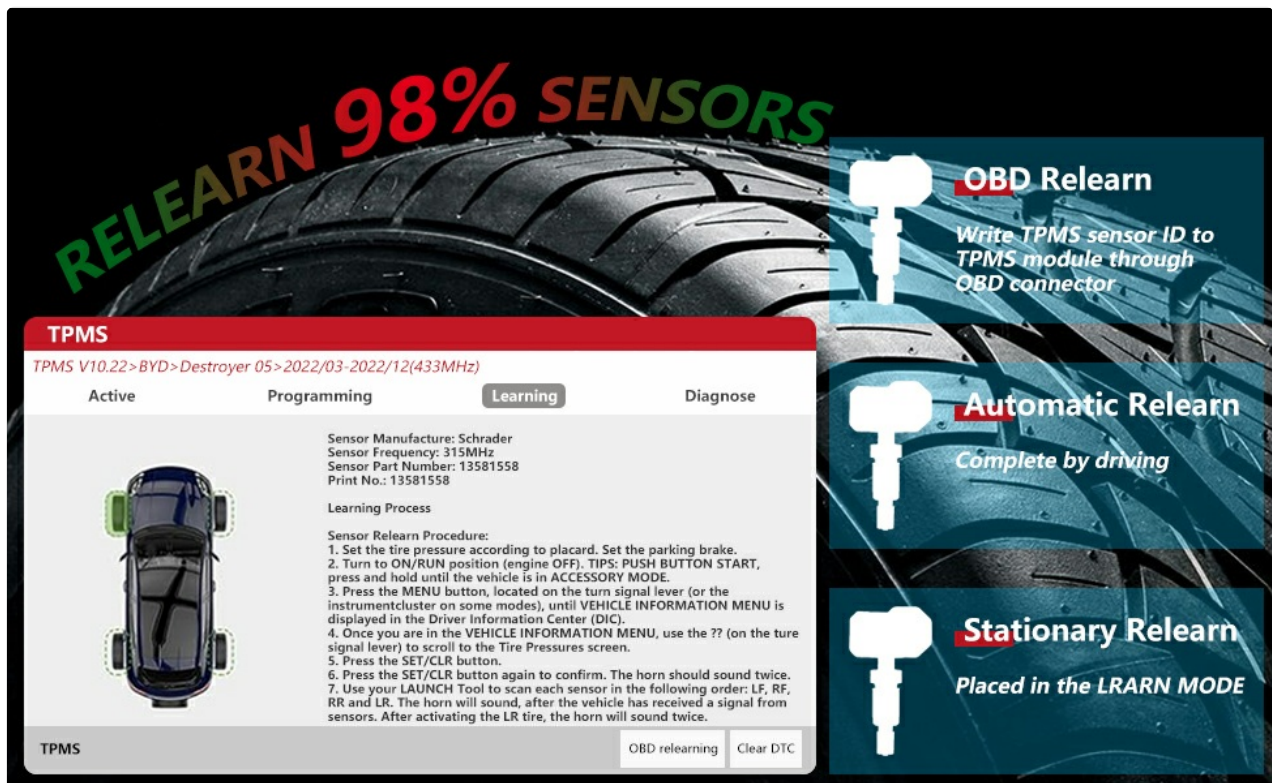 RELEARN 98% SENSORS
TPMS
TPMS V10.22>BYD>Destroyer 05>2022/03-2022/12(433MHz)
Active Programming Learning Diagnose
Sensor Manufacture: Schrader
Sensor Frequency: 315MHz
Sensor Part Number: 13581558
Print No.: 13581558
Learning Process
Sensor Relearn Procedure:
1. Set the tire pressure according to placard. Set the parking brake.
2. Turn to ON/RUN position (engine OFF). TIPS: PUSH BUTTON START,
press and hold until the vehicle is in ACCESSORY MODE.
3. Press the MENU button, located on the turn signal lever (or the
instrumentcluster on some modes), until VEHICLE INFORMATION MENU is
displayed in the Driver Information Center (DIC).
4. Once you are in the VEHICLE INFORMATION MENU, use the ?? (on the ture
signal lever) to scroll to the Tire Pressures screen.
5. Press the SET/CLR button.
6. Press the SET/CLR button again to confirm. The horn should sound twice.
7. Use your LAUNCH Tool to scan each sensor in the following order: LF, RF,
RR and LR. The horn will sound, after the vehicle has received a signal from
sensors. After activating the LR tire, the horn will sound twice.
TPMS
OBD relearning Clear DTC
OBD Relearn
Write TPMS sensor ID to
TPMS module through
OBD connector
Automatic Relearn
Complete by driving
Stationary Relearn
Placed in the LRARN MODE